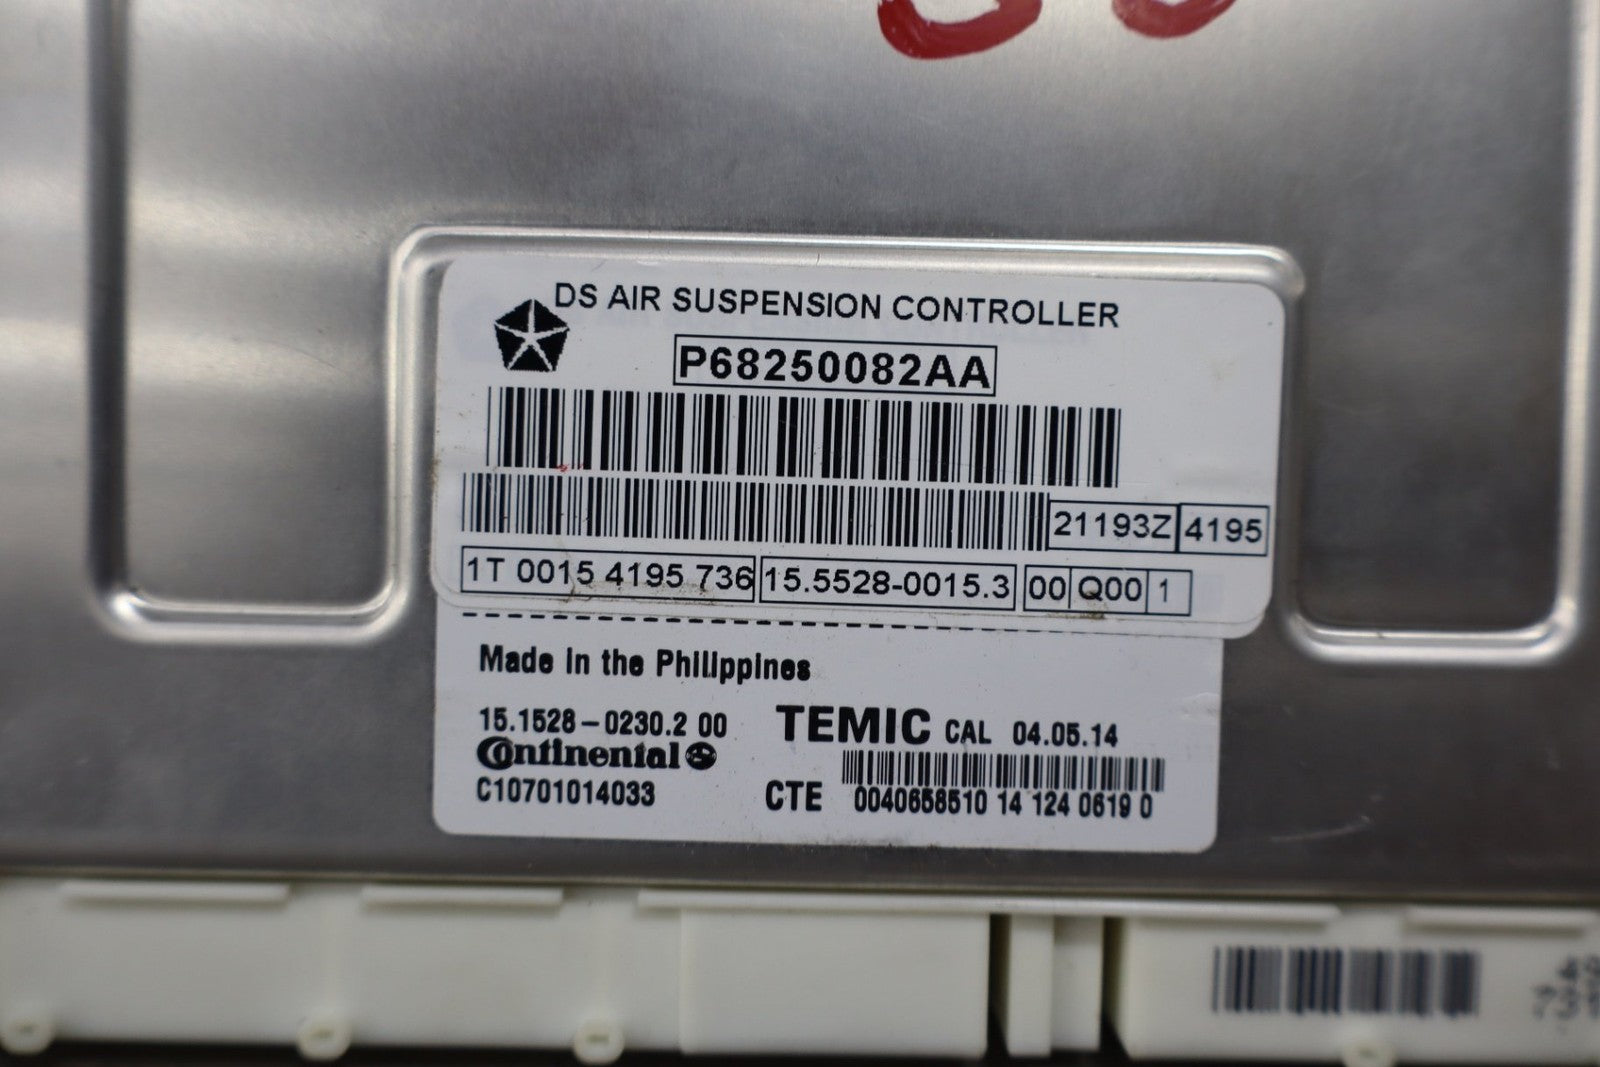 DS AIR SUSPENSION CONTROLLER
P68250082AA
21193Z 4195
1T 0015 4195 736 15.5528-0015.3 00 Q00 1
Made in the Philippines
15.1528-0230.2 00 TEMIC CAL 04.05.14
Continental
C10701014033 CTE 0040658510 14 124 0619 0